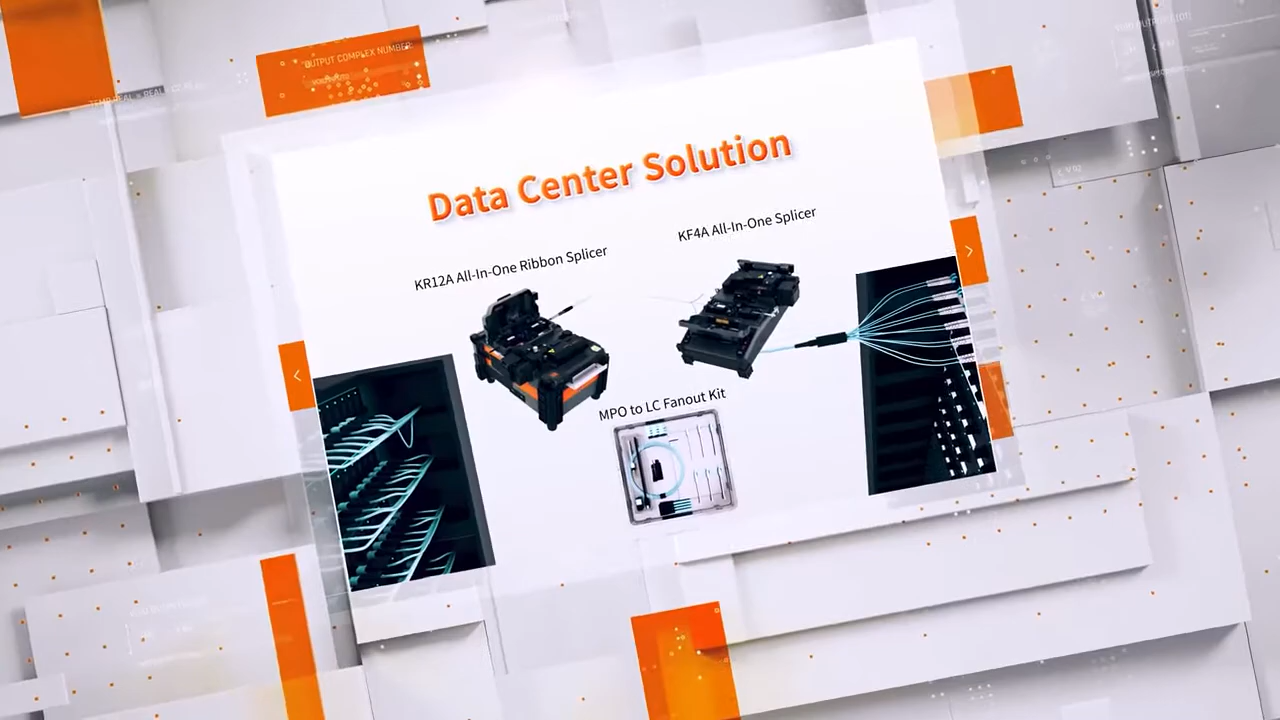 OUTPUT COMPLEX NUMBER:
Data Center Solution
KR12A All-In-One Ribbon Splicer
KF4A All-In-One Splicer
MPO to LC Fanout Kit